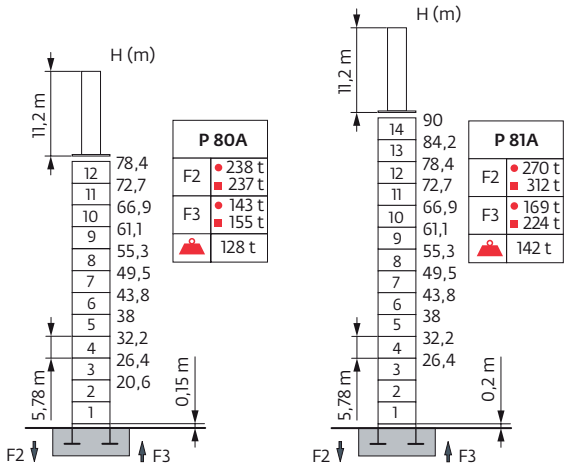 H (m)
11,2 m
12
11
10
9
8
7
6
5
4
3
2
1
78,4
72,7
66,9
61,1
55,3
49,5
43,8
38
32,2
26,4
20,6
5,78 m
0,15 m
F2
F3
P 80A
F2
238 t
237 t
F3
143 t
155 t
128 t
H (m)
11,2 m
14
13
12
11
10
9
8
7
6
5
4
3
2
1
90
84,2
78,4
72,7
66,9
61,1
55,3
49,5
43,8
38
32,2
26,4
5,78 m
0,2 m
F2
F3
P 81A
F2
270 t
312 t
F3
169 t
224 t
142 t